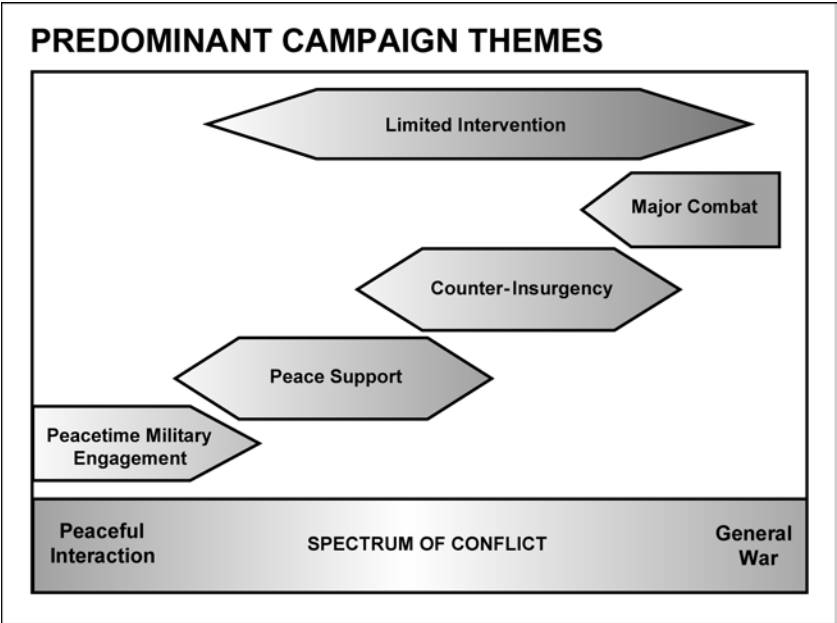 PREDOMINANT CAMPAIGN THEMES
Limited Intervention
Major Combat
Counter-Insurgency
Peace Support
Peacetime Military
Engagement
Peaceful
Interaction
SPECTRUM OF CONFLICT
General
War